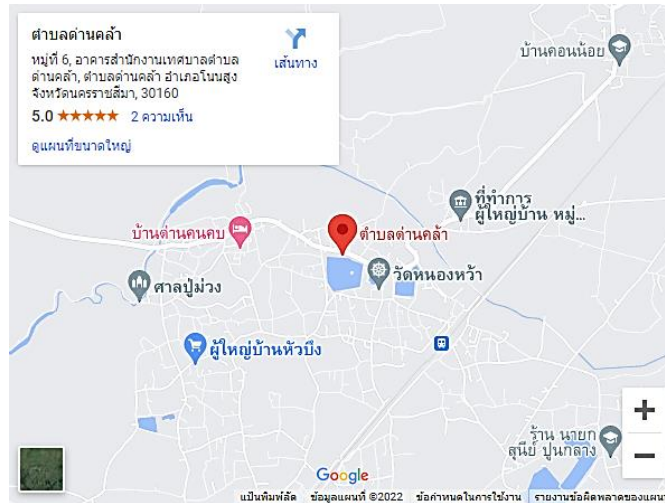 ตำบลด่านคล้า
หมู่ที่ 6, อาคารสำนักงานเทศบาลตำบล
ด่านคล้า, ตำบลด่านคล้า อำเภอโนนสูง
จังหวัดนครราชสีมา, 30160
5.0 ★★★★★ 2 ความเห็น
ดูแผนที่ขนาดใหญ่
เส้นทาง
บ้านดอนน้อย
ที่ทำการ
ผู้ใหญ่บ้าน หมู่...
บ้านด่านคนคบ
ตำบลด่านคล้า
วัดหนองหว้า
ศาลปู่ม่วง
ผู้ใหญ่บ้านหัวบึง
+
−
ร้าน นายก
สุนีย์ ปูนกลาง
Google
แป้นพิมพ์ลัด ข้อมูลแผนที่ ©2022 ข้อกำหนดในการใช้งาน รายงานข้อผิดพลาดของแผนที่